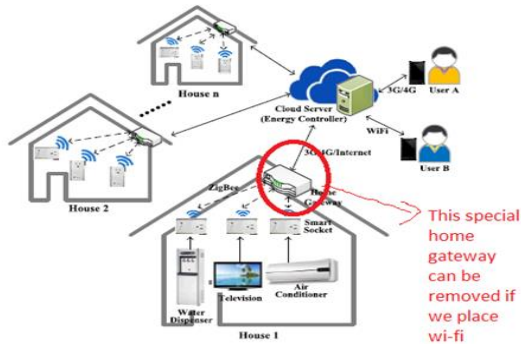 House n
Cloud Server
(Energy Controller)
3G/4G
User A
WiFi
User B
3G/4G/Internet
House 2
ZigBee
Home
Gateway
Smart
Socket
Water
Dispenser
Television
Air
Conditioner
House 1
This special
home
gateway
can be
removed if
we place
wi-fi